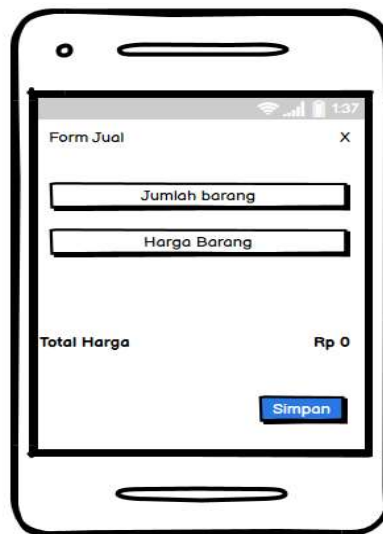 1:37
Form Jual X
Jumlah barang
Harga Barang
Total Harga Rp 0
Simpan